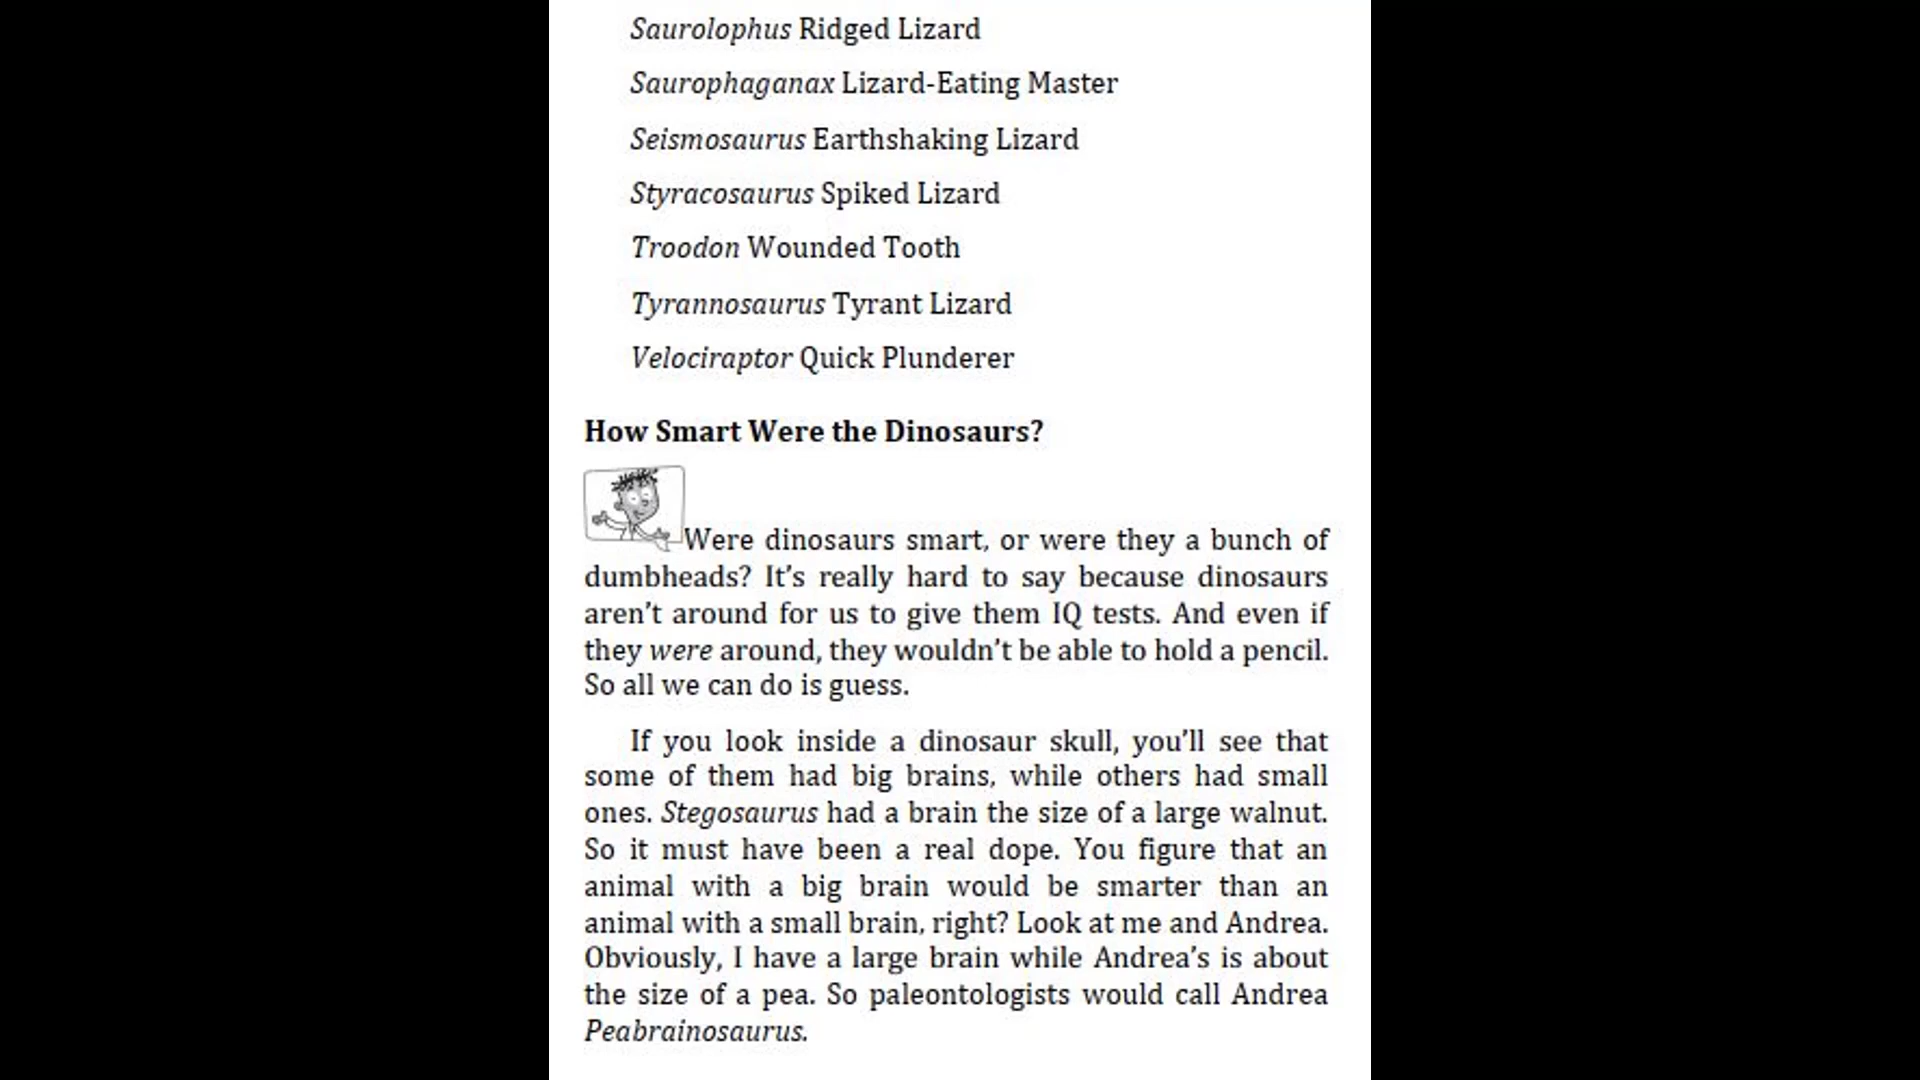 Saurolophus Ridged Lizard
Saurophaganax Lizard-Eating Master
Seismosaurus Earthshaking Lizard
Styracosaurus Spiked Lizard
Troodon Wounded Tooth
Tyrannosaurus Tyrant Lizard
Velociraptor Quick Plunderer
How Smart Were the Dinosaurs?
Were dinosaurs smart, or were they a bunch of
dumbheads? It’s really hard to say because dinosaurs
aren’t around for us to give them IQ tests. And even if
they were around, they wouldn’t be able to hold a pencil.
So all we can do is guess.
If you look inside a dinosaur skull, you’ll see that
some of them had big brains, while others had small
ones. Stegosaurus had a brain the size of a large walnut.
So it must have been a real dope. You figure that an
animal with a big brain would be smarter than an
animal with a small brain, right? Look at me and Andrea.
Obviously, I have a large brain while Andrea’s is about
the size of a pea. So paleontologists would call Andrea
Peabrainosaurus.